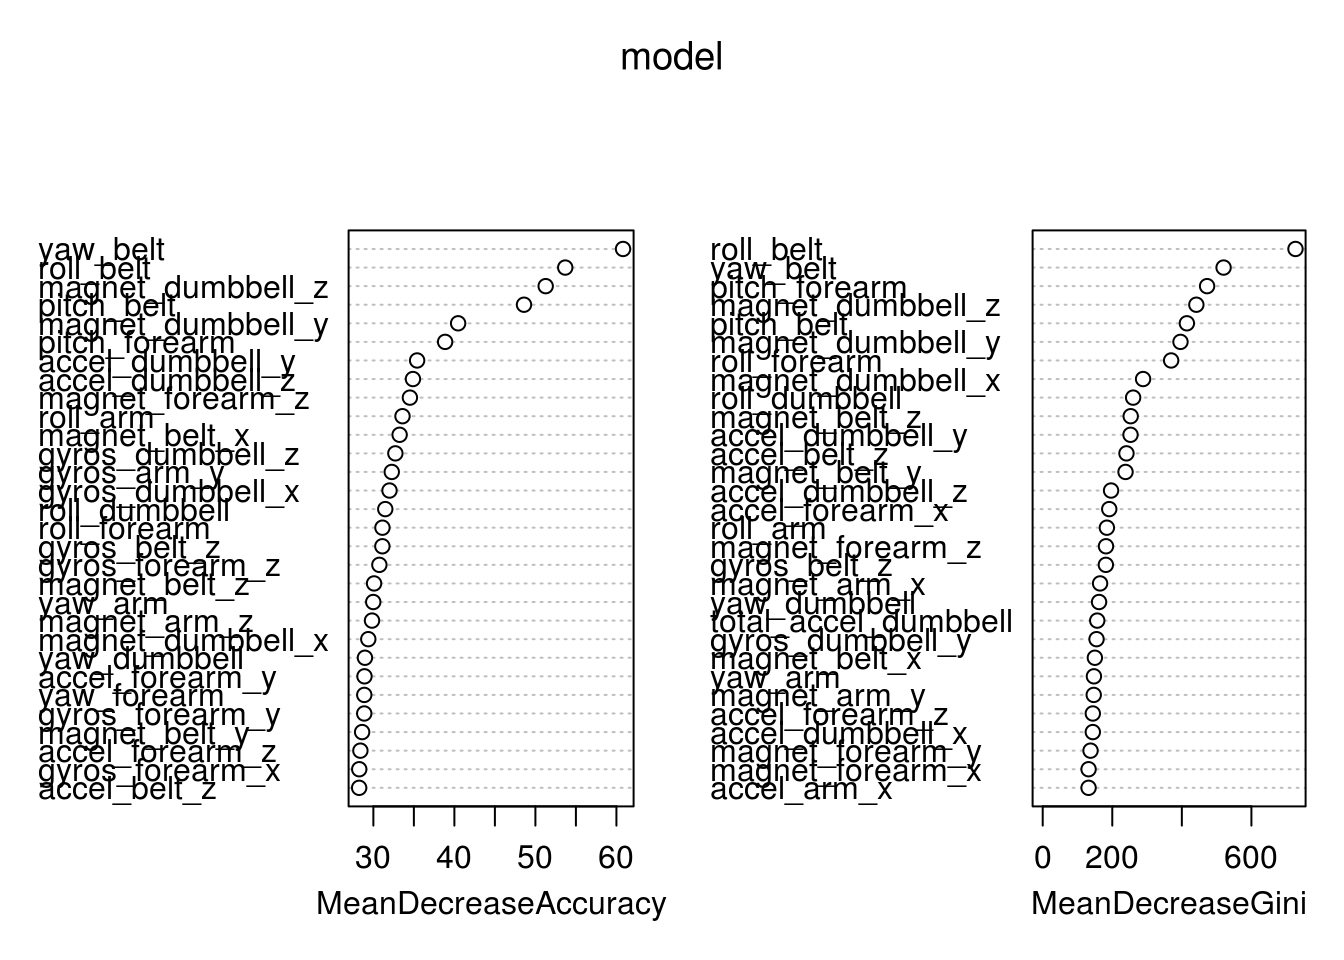 model
yaw_belt
roll_belt
magnet_dumbbell_z
pitch_belt
magnet_dumbbell_y
pitch_forearm
accel_dumbbell_y
accel_dumbbell_z
magnet_forearm_z
roll_arm
magnet_belt_x
gyros_dumbbell_z
gyros_arm_y
gyros_dumbbell_x
roll_dumbbell
roll_forearm
gyros_belt_z
gyros_forearm_z
magnet_belt_z
yaw_arm
magnet_arm_z
magnet_dumbbell_x
yaw_dumbbell
accel_forearm_y
yaw_forearm
gyros_forearm_y
magnet_belt_y
accel_forearm_z
gyros_forearm_x
accel_belt_z
30 40 50 60
MeanDecreaseAccuracy
roll_belt
yaw_belt
pitch_forearm
magnet_dumbbell_z
pitch_belt
magnet_dumbbell_y
roll_forearm
magnet_dumbbell_x
roll_dumbbell
magnet_belt_z
accel_dumbbell_y
accel_belt_z
magnet_belt_y
accel_dumbbell_z
accel_forearm_x
roll_arm
magnet_forearm_z
gyros_belt_z
magnet_arm_x
yaw_dumbbell
total_accel_dumbbell
gyros_dumbbell_y
magnet_belt_x
yaw_arm
magnet_arm_y
accel_forearm_z
accel_dumbbell_x
magnet_forearm_y
magnet_forearm_x
accel_arm_x
0 200 600
MeanDecreaseGini